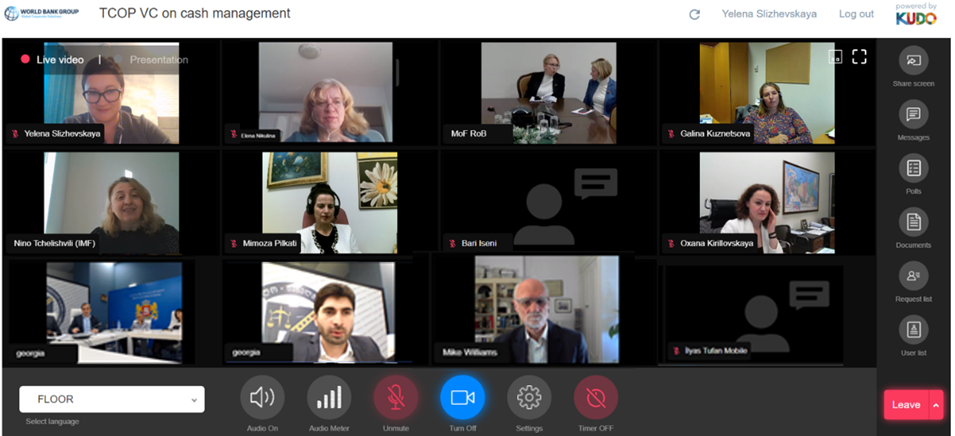 WORLD BANK GROUP
TCOP VC on cash management
Yelena Slizhevskaya
Log out
powered by
KUDO
Live video | Presentation
Yelena Slizhevskaya
Elena Nikulina
MoF RoB
Galina Kuznetsova
Nino Tchelishvili (IMF)
Mimoza Pilkati
Bari Iseni
Oxana Kirillovskaya
georgia
georgia
Mike Williams
İlyas Tufan Mobile
Share screen
Messages
Polls
Documents
Request list
User list
FLOOR
Select language
Audio On
Audio Meter
Unmute
Turn Off
Settings
Timer OFF
Leave